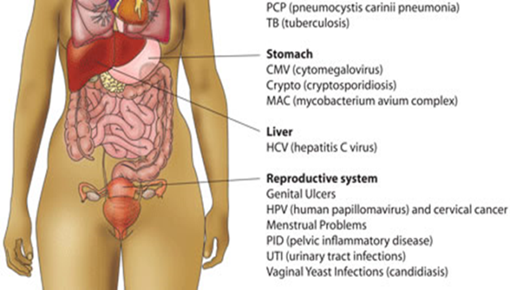 PCP (pneumocystis carinii pneumonia)
TB (tuberculosis)
Stomach
CMV (cytomegalovirus)
Crypto (cryptosporidiosis)
MAC (mycobacterium avium complex)
Liver
HCV (hepatitis C virus)
Reproductive system
Genital Ulcers
HPV (human papillomavirus) and cervical cancer
Menstrual Problems
PID (pelvic inflammatory disease)
UTI (urinary tract infections)
Vaginal Yeast Infections (candidiasis)